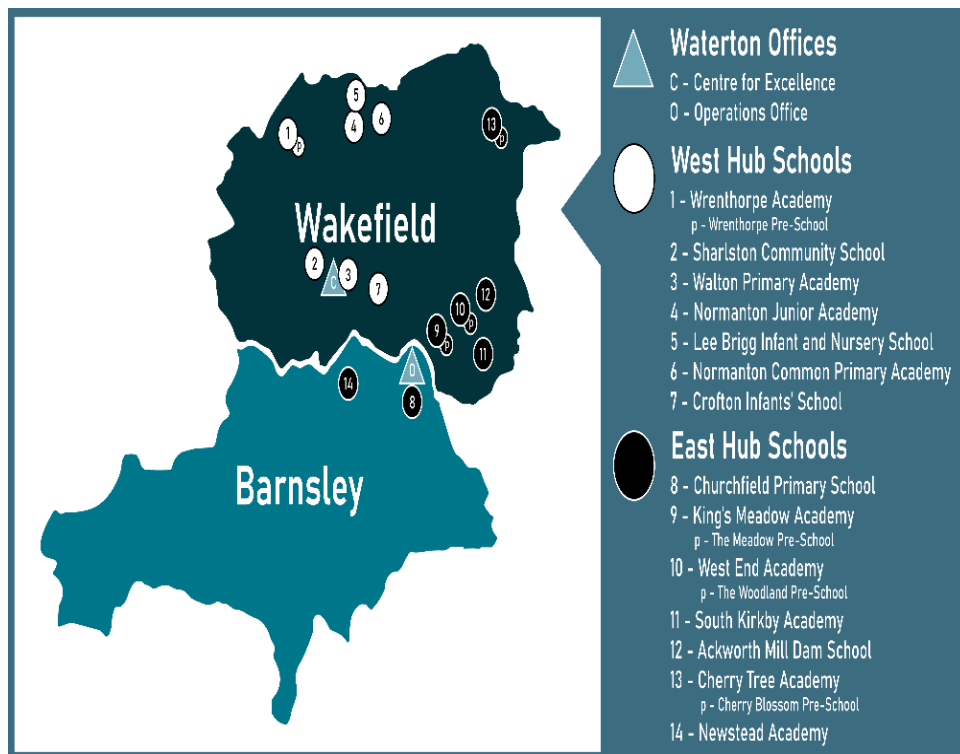 5
4
6
1
p
13
p
Wakefield
2
C
3
7
12
10
p
9
p
11
O
14
8
Barnsley
Waterton Offices
C - Centre for Excellence
O - Operations Office
West Hub Schools
1 - Wrenthorpe Academy
p - Wrenthorpe Pre-School
2 - Sharlston Community School
3 - Walton Primary Academy
4 - Normanton Junior Academy
5 - Lee Brigg Infant and Nursery School
6 - Normanton Common Primary Academy
7 - Crofton Infants' School
East Hub Schools
8 - Churchfield Primary School
9 - King's Meadow Academy
p - The Meadow Pre-School
10 - West End Academy
p - The Woodland Pre-School
11 - South Kirkby Academy
12 - Ackworth Mill Dam School
13 - Cherry Tree Academy
p - Cherry Blossom Pre-School
14 - Newstead Academy